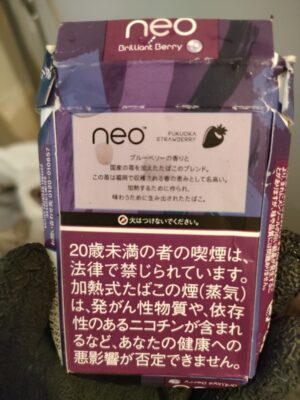 neo
Brilliant Berry
neo™
FUKUOKA
STRAWBERRY
ブルーベリーの香りと
国産の苺を加えたたばこのブレンド。
この苺は福岡で収穫される者の恵みとして名高い。
加熱するために作られ、
味わうために生み出されたたばこ。
火はつけないでください。
20歳未満の者の喫煙は、
法律で禁じられています。
加熱式たばこの煙(蒸気)
は、発がん性物質や、依存
性のあるニコチンが含まれ
るなど、あなたの健康への
悪影響が否定できません。